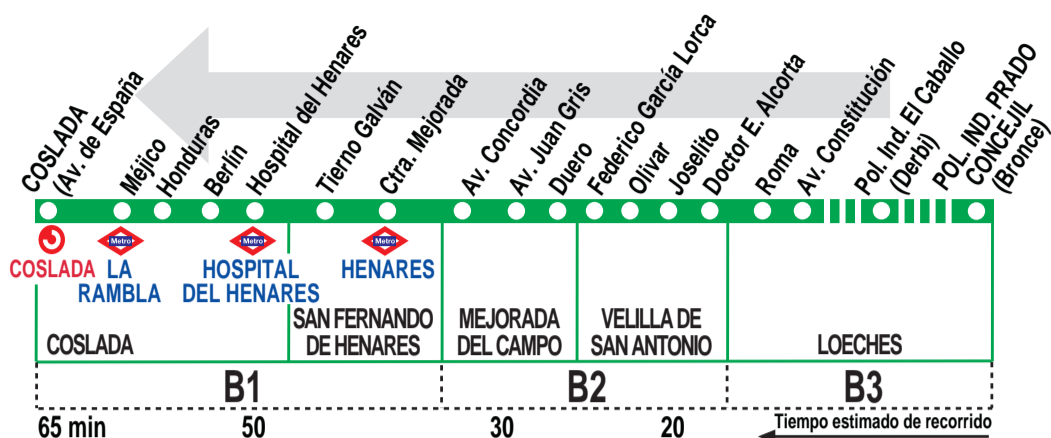 COSLADA
(Av. de España)
Méjico
Honduras
Berlín
Hospital del Henares
Tierno Galván
Ctra. Mejorada
Av. Concordia
Av. Juan Gris
Duero
Federico García Lorca
Olivar
Joselito
Doctor E. Alcorta
Roma
Av. Constitución
Pol. Ind. El Caballo
(Derbi)
POL. IND. PRADO
CONCEJIL
(Bronce)
Metro
Metro
Metro
COSLADA
LA
RAMBLA
HOSPITAL
DEL HENARES
HENARES
COSLADA
SAN FERNANDO
DE HENARES
MEJORADA
DEL CAMPO
VELILLA DE
SAN ANTONIO
LOECHES
B1
B2
B3
65 min
50
30
20
Tiempo estimado de recorrido